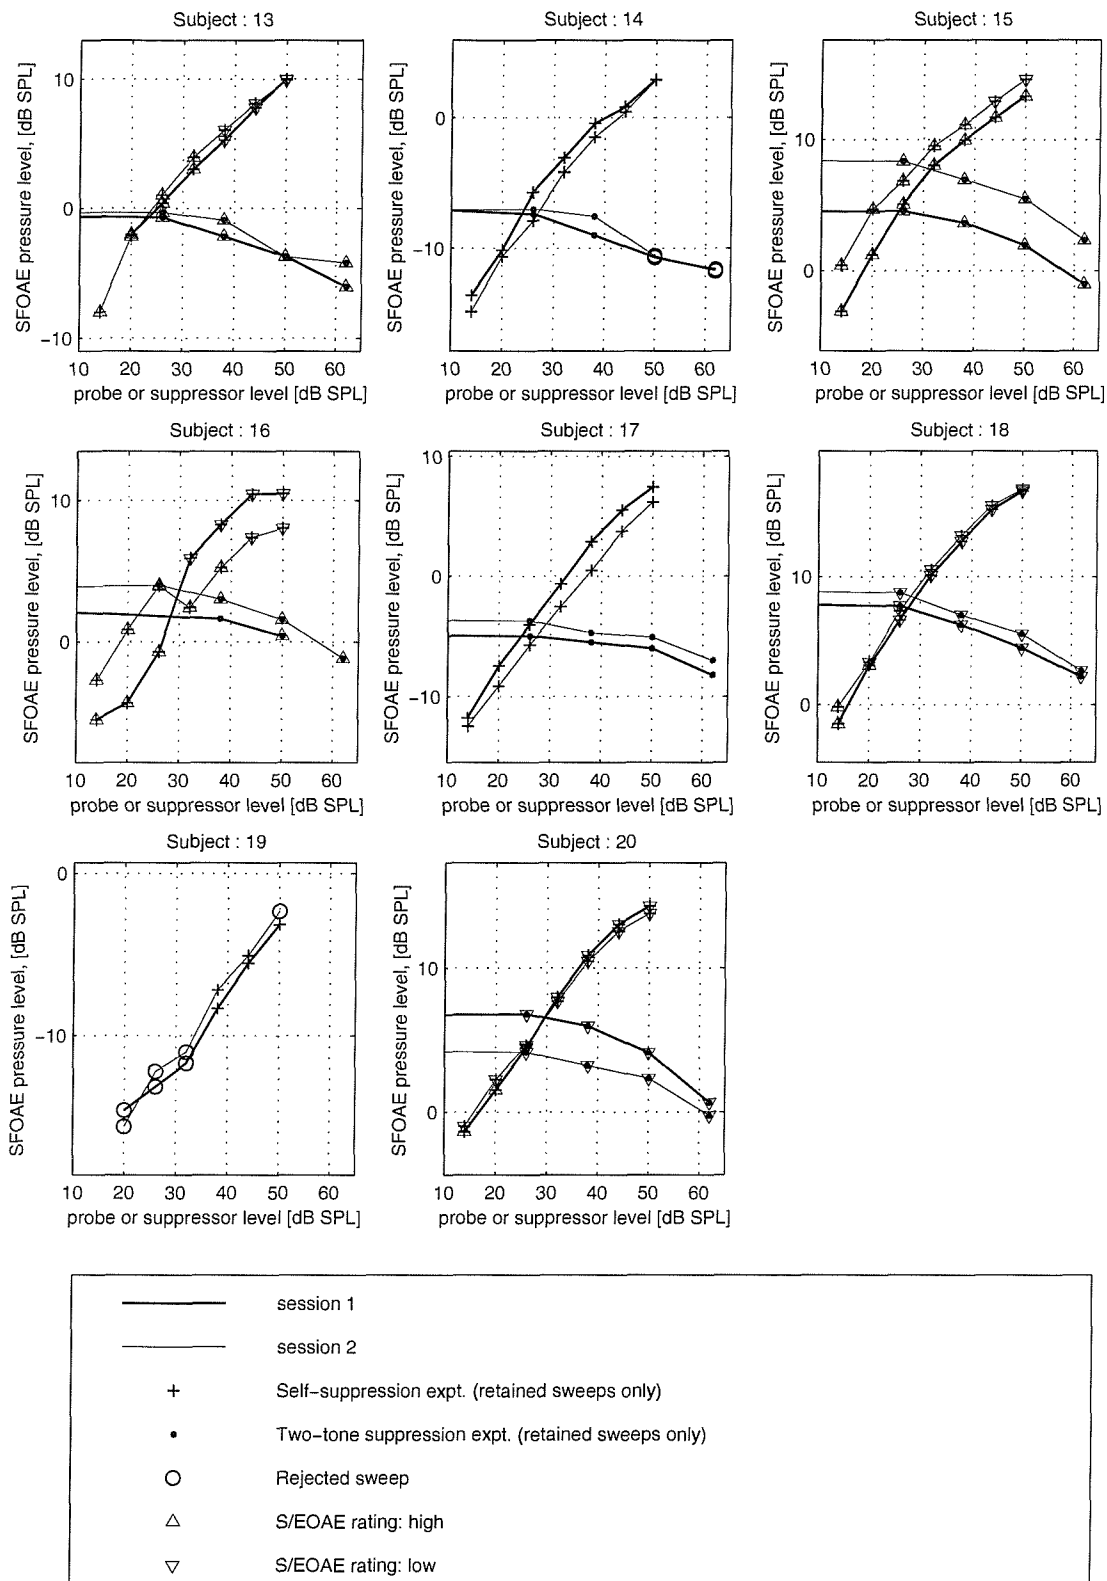 Subject : 13
SFOAE pressure level, [dB SPL]
10
0
−10
10 20 30 40 50 60
probe or suppressor level [dB SPL]
Subject : 14
SFOAE pressure level, [dB SPL]
0
−10
10 20 30 40 50 60
probe or suppressor level [dB SPL]
Subject : 15
SFOAE pressure level, [dB SPL]
10
0
10 20 30 40 50 60
probe or suppressor level [dB SPL]
Subject : 16
SFOAE pressure level, [dB SPL]
10
0
10 20 30 40 50 60
probe or suppressor level [dB SPL]
Subject : 17
SFOAE pressure level, [dB SPL]
10
0
−10
10 20 30 40 50 60
probe or suppressor level [dB SPL]
Subject : 18
SFOAE pressure level, [dB SPL]
10
0
10 20 30 40 50 60
probe or suppressor level [dB SPL]
Subject : 19
SFOAE pressure level, [dB SPL]
0
−10
10 20 30 40 50 60
probe or suppressor level [dB SPL]
Subject : 20
SFOAE pressure level, [dB SPL]
10
0
10 20 30 40 50 60
probe or suppressor level [dB SPL]
session 1
session 2
Self−suppression expt. (retained sweeps only)
Two−tone suppression expt. (retained sweeps only)
Rejected sweep
S/EOAE rating: high
S/EOAE rating: low